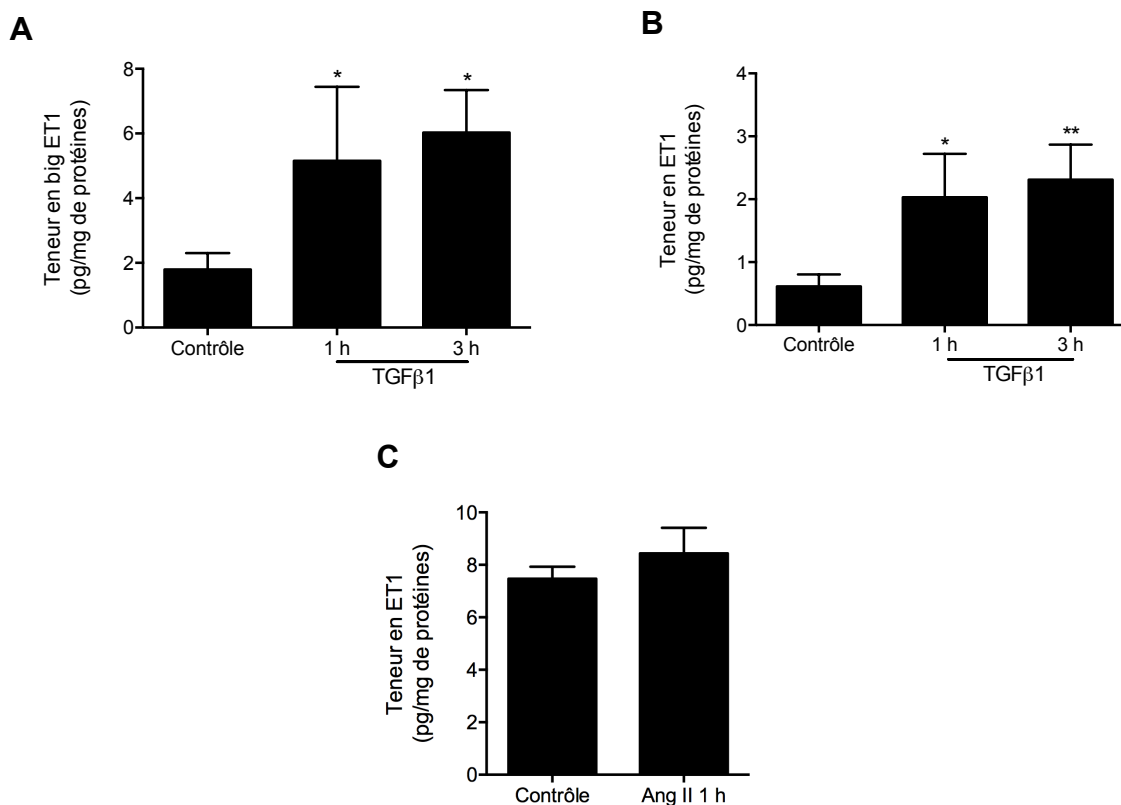 A
Teneur en big ET1
(pg/mg de protéines)
8
6
4
2
0
*
*
Contrôle
1 h
3 h
TGFβ1
B
Teneur en ET1
(pg/mg de protéines)
4
3
2
1
0
*
**
Contrôle
1 h
3 h
TGFβ1
C
Teneur en ET1
(pg/mg de protéines)
10
8
6
4
2
0
Contrôle
Ang II 1 h